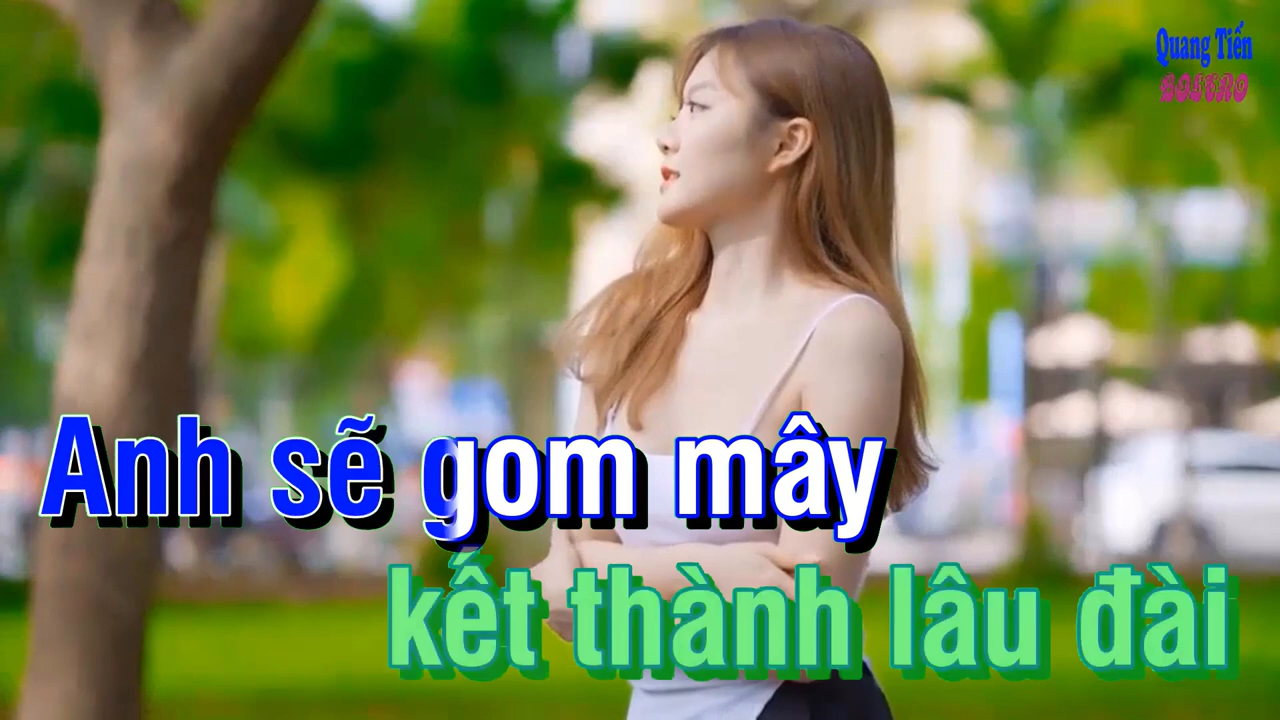 Quang Tiến
Anh sẽ gom mây
kết thành lâu đài